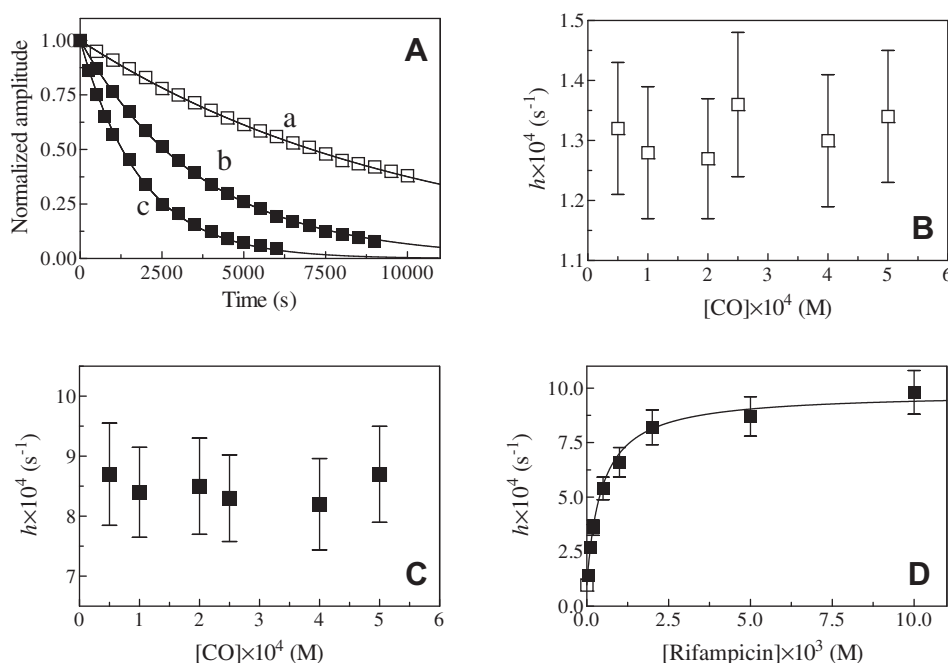 A
Normalized amplitude
1.00
0.75
0.50
0.25
0.00
a
b
c
0 2500 5000 7500 10000
Time (s)
B
h×10⁴ (s⁻¹)
1.5
1.4
1.3
1.2
1.1
0 1 2 3 4 5 6
[CO]×10⁴ (M)
C
h×10⁴ (s⁻¹)
10
9
8
7
0 1 2 3 4 5 6
[CO]×10⁴ (M)
D
h×10⁴ (s⁻¹)
10.0
7.5
5.0
2.5
0.0
0.0 2.5 5.0 7.5 10.0
[Rifampicin]×10³ (M)